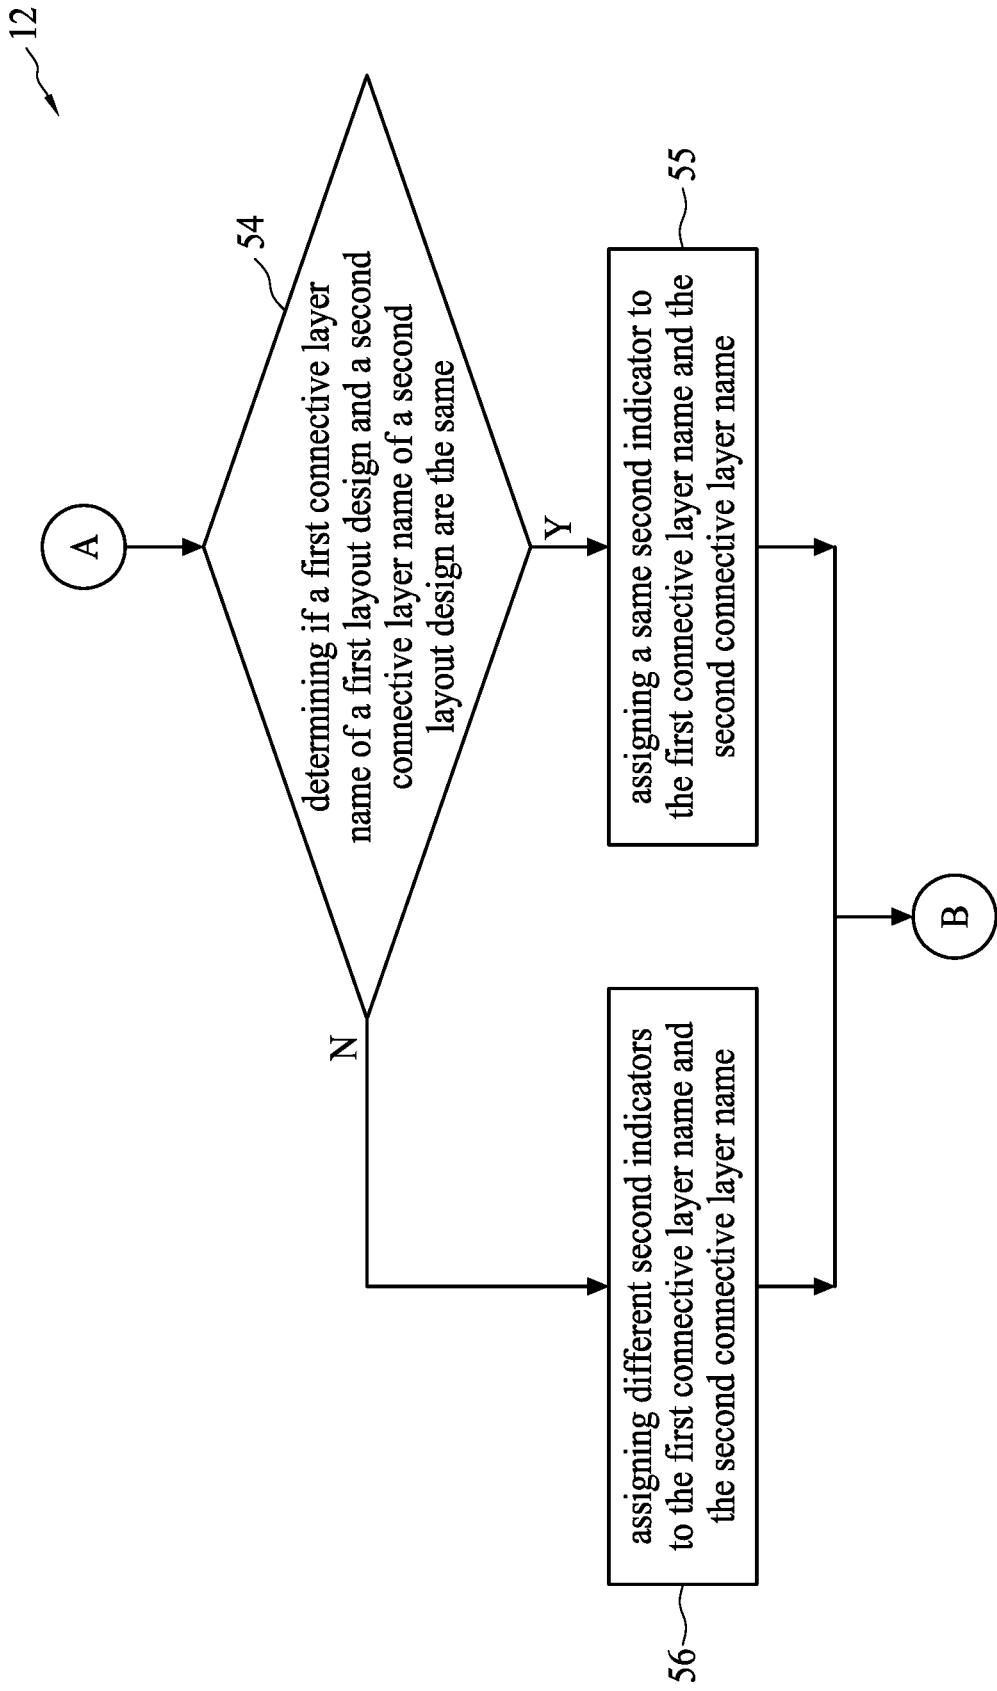 12
A
54
determining if a first connective layer
name of a first layout design and a second
connective layer name of a second
layout design are the same
N
Y
56
assigning different second indicators
to the first connective layer name and
the second connective layer name
55
assigning a same second indicator to
the first connective layer name and the
second connective layer name
B